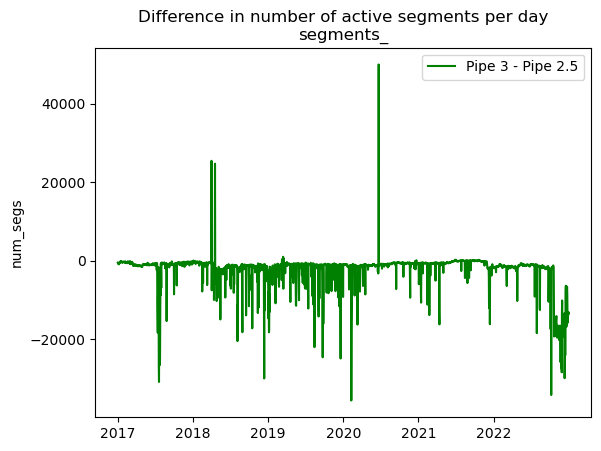 Difference in number of active segments per day
segments_
Pipe 3 - Pipe 2.5
num_segs
40000
20000
0
−20000
2017
2018
2019
2020
2021
2022